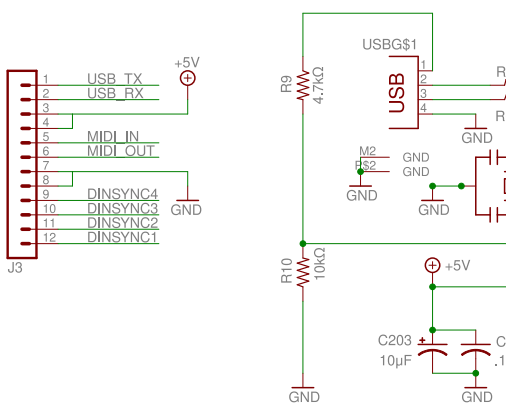 +5V
1 USB_TX
2 USB_RX
3
4
5 MIDI_IN
6 MIDI_OUT
7
8
9 DINSYNC4
10 DINSYNC3
11 DINSYNC2
12 DINSYNC1
J3
GND
R9
4.7kΩ
USBG$1
USB
1
2
3
4
R
R
GND
M2 GND
P$2 GND
GND
GND
R10
10kΩ
GND
+5V
C203
10µF
C
.1
GND